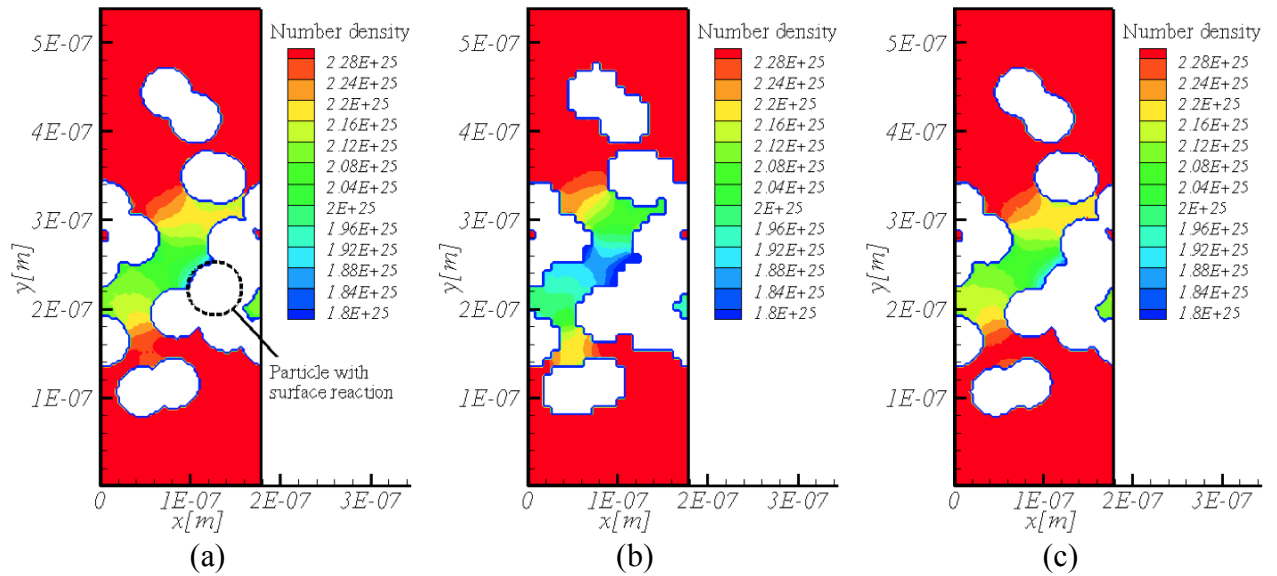 Number density
5E-07
4E-07
3E-07
2E-07
1E-07
0
1E-07
2E-07
3E-07
y[m]
x[m]
2.28E+25
2.24E+25
2.2E+25
2.16E+25
2.12E+25
2.08E+25
2.04E+25
2E+25
1.96E+25
1.92E+25
1.88E+25
1.84E+25
1.8E+25
Particle with
surface reaction
(a)
Number density
5E-07
4E-07
3E-07
2E-07
1E-07
0
1E-07
2E-07
3E-07
y[m]
x[m]
2.28E+25
2.24E+25
2.2E+25
2.16E+25
2.12E+25
2.08E+25
2.04E+25
2E+25
1.96E+25
1.92E+25
1.88E+25
1.84E+25
1.8E+25
(b)
Number density
5E-07
4E-07
3E-07
2E-07
1E-07
0
1E-07
2E-07
3E-07
y[m]
x[m]
2.28E+25
2.24E+25
2.2E+25
2.16E+25
2.12E+25
2.08E+25
2.04E+25
2E+25
1.96E+25
1.92E+25
1.88E+25
1.84E+25
1.8E+25
(c)